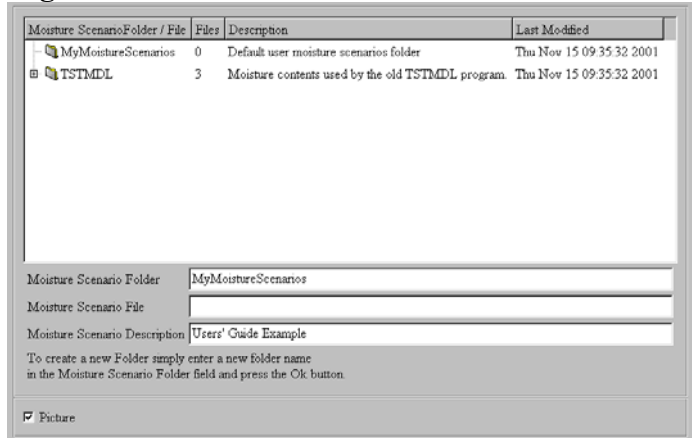 Moisture ScenarioFolder / File Files Description Last Modified
MyMoistureScenarios 0 Default user moisture scenarios folder Thu Nov 15 09:35:32 2001
TSTMDL 3 Moisture contents used by the old TSTMDL program. Thu Nov 15 09:35:32 2001
Moisture Scenario Folder MyMoistureScenarios
Moisture Scenario File
Moisture Scenario Description Users' Guide Example
To create a new Folder simply enter a new folder name
in the Moisture Scenario Folder field and press the Ok button.
Picture